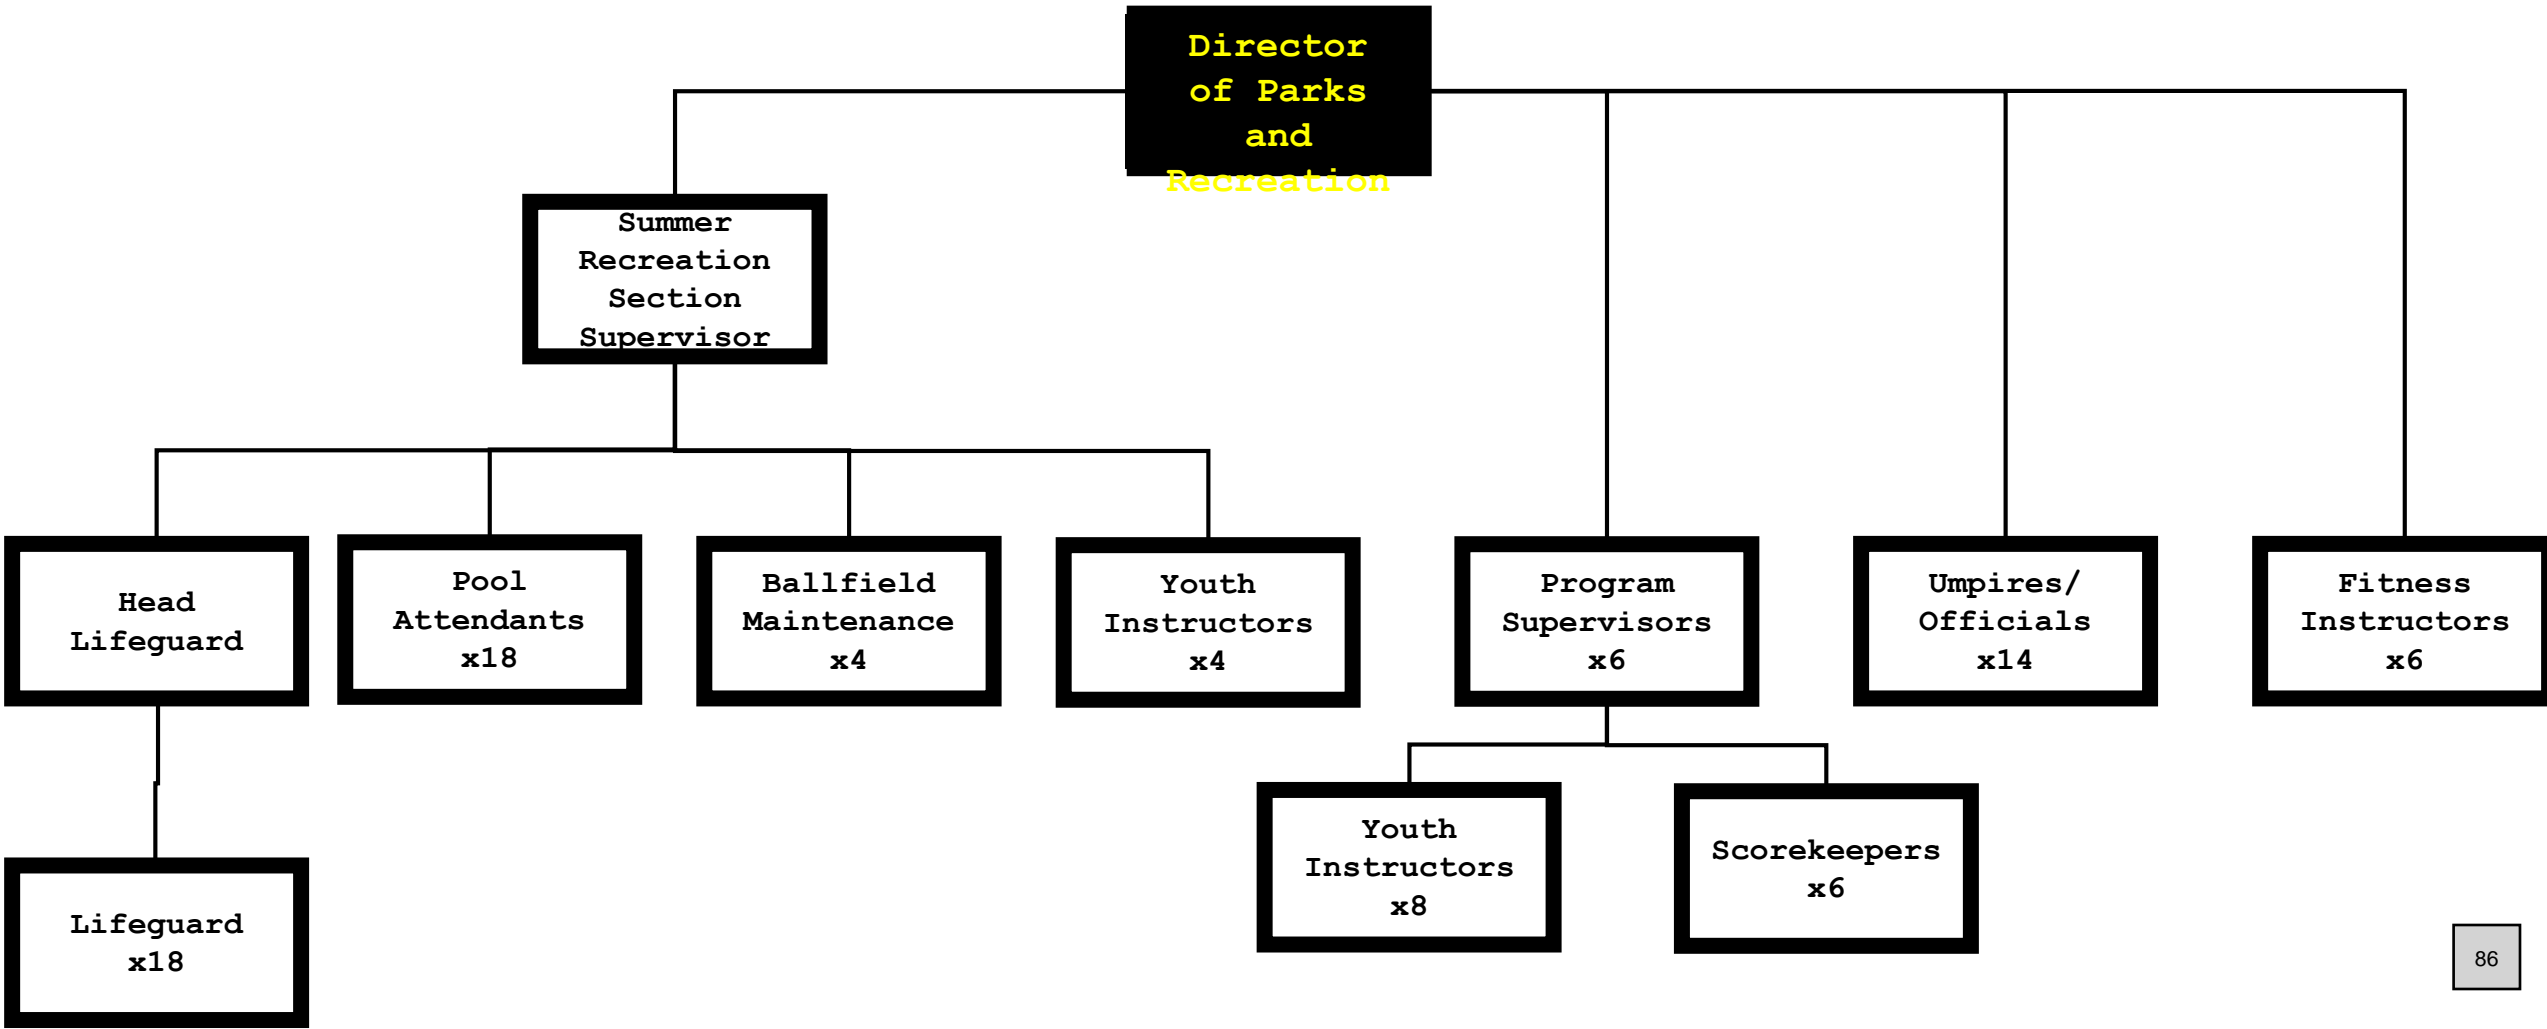 Director
of Parks
and
Recreation
Summer
Recreation
Section
Supervisor
Head
Lifeguard
Pool
Attendants
x18
Ballfield
Maintenance
x4
Youth
Instructors
x4
Program
Supervisors
x6
Umpires/
Officials
x14
Fitness
Instructors
x6
Lifeguard
x18
Youth
Instructors
x8
Scorekeepers
x6
86